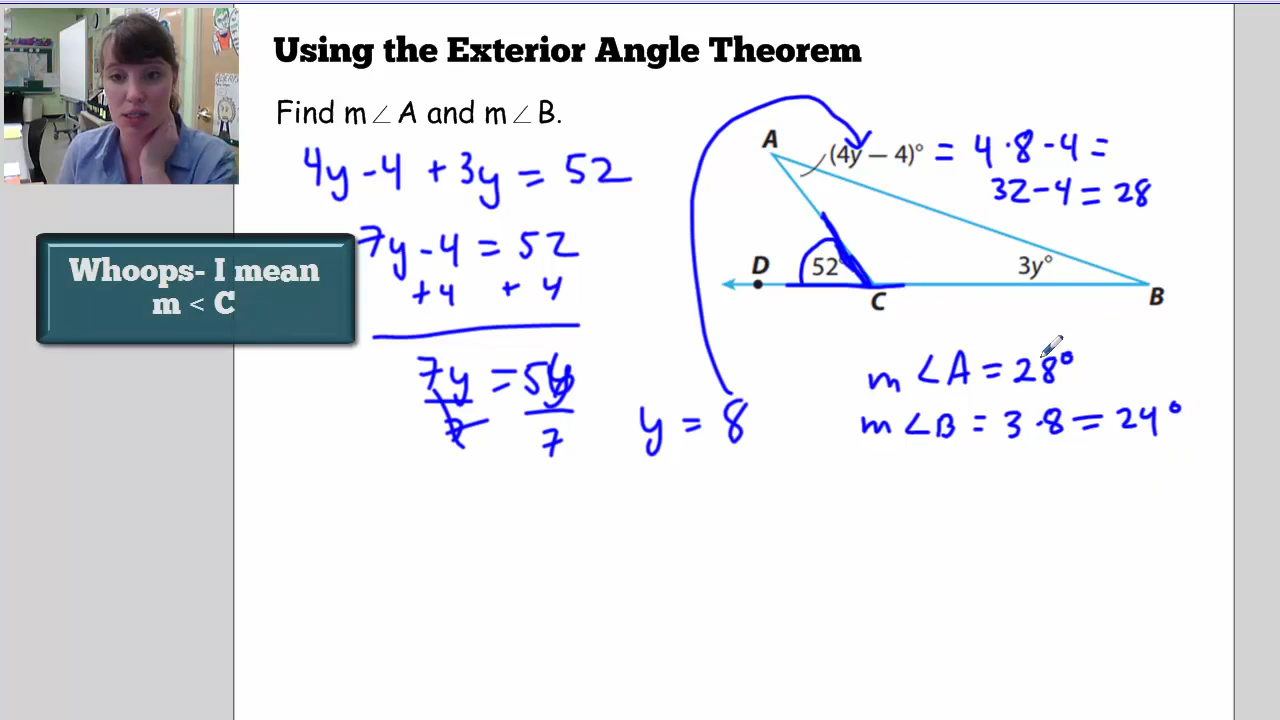 Using the Exterior Angle Theorem
Find m∠A and m∠B.
4y - 4 + 3y = 52
7y - 4 = 52
+4 + 4
7y = 56
7 7
y = 8
Whoops- I mean
m < C
A
(4y – 4)° = 4·8 - 4 =
32 - 4 = 28
D
52°
3y°
C
B
m∠A = 28°
m∠B = 3·8 = 24°